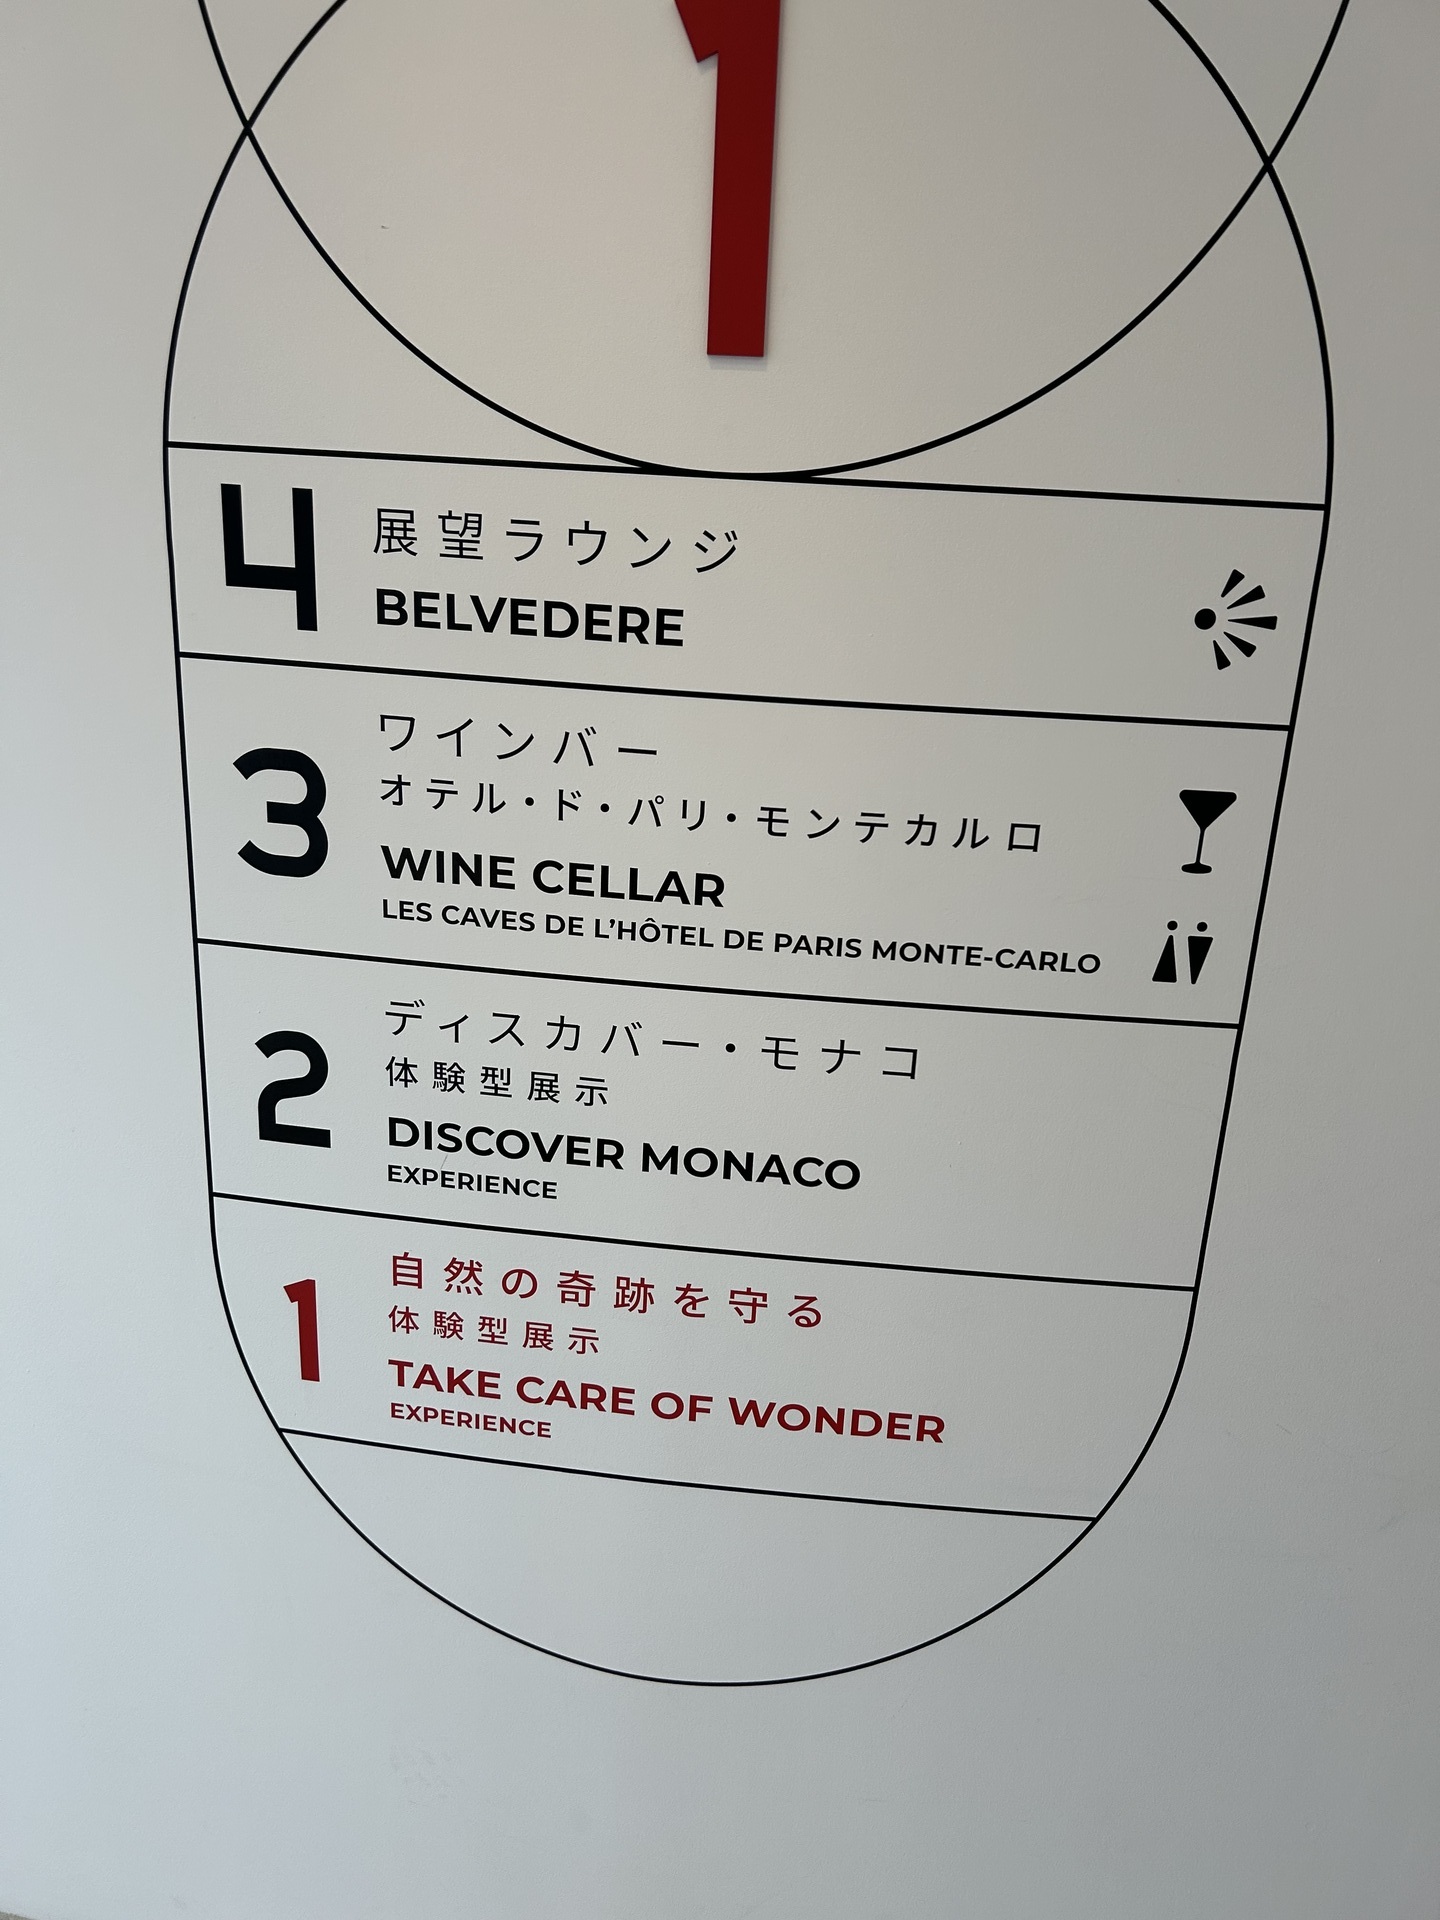 1
4
展望ラウンジ
BELVEDERE
3
ワインバー
オテル・ド・パリ・モンテカルロ
WINE CELLAR
LES CAVES DE L’HÔTEL DE PARIS MONTE-CARLO
2
ディスカバー・モナコ
体験型展示
DISCOVER MONACO
EXPERIENCE
1
自然の奇跡を守る
体験型展示
TAKE CARE OF WONDER
EXPERIENCE